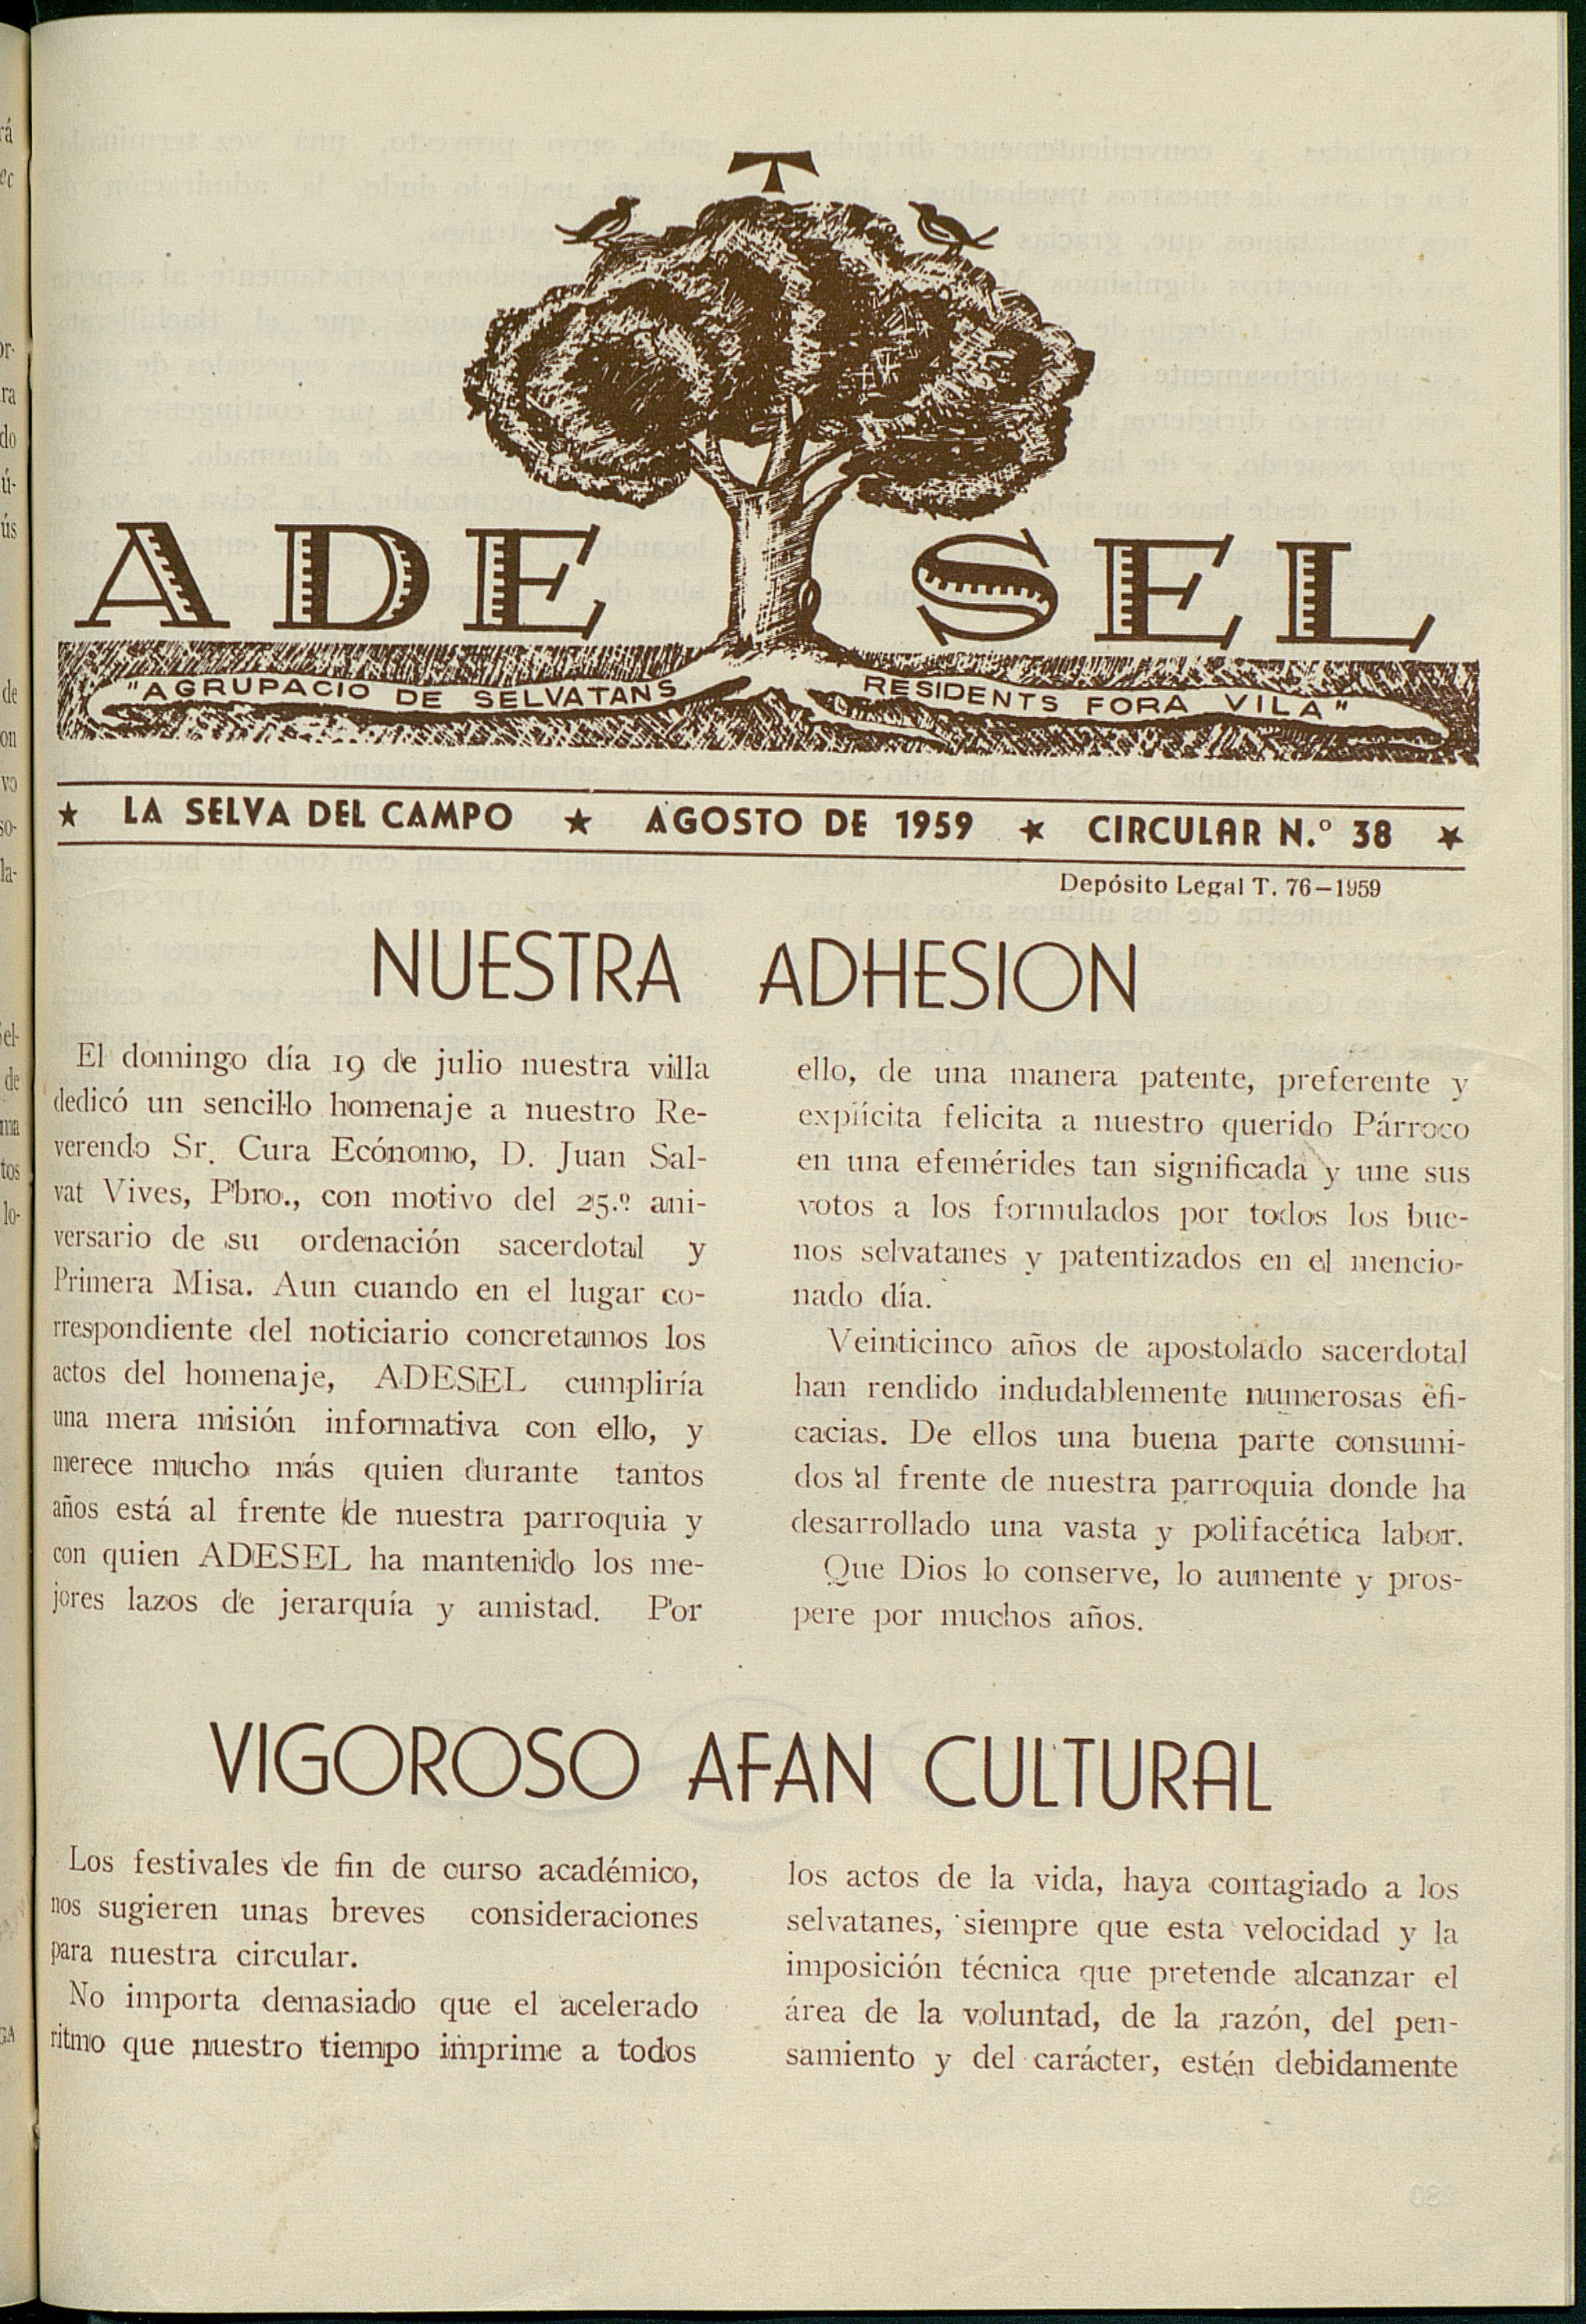 ADESEL
"AGRUPACIO DE SELVATANS RESIDENTS FORA VILA"
★ LA SELVA DEL CAMPO ★ AGOSTO DE 1959 ★ CIRCULAR N.º 38 ★
Depósito Legal T. 76—1959
NUESTRA ADHESION
El domingo día 19 de julio nuestra villa
dedicó un sencillo homenaje a nuestro Re-
verendo Sr. Cura Ecónomo, D. Juan Sal-
vat Vives, Pbro., con motivo del 25.º ani-
versario de su ordenación sacerdotal y
Primera Misa. Aun cuando en el lugar co-
rrespondiente del noticiario concretamos los
actos del homenaje, ADESEL cumpliría
una mera misión informativa con ello, y
merece mucho más quien durante tantos
años está al frente de nuestra parroquia y
con quien ADESEL ha mantenido los me-
jores lazos de jerarquía y amistad. Por
ello, de una manera patente, preferente y
explícita felicita a nuestro querido Párroco
en una efemérides tan significada y une sus
votos a los formulados por todos los bue-
nos selvatanes y patentizados en el mencio-
nado día.
Veinticinco años de apostolado sacerdotal
han rendido indudablemente numerosas efi-
cacias. De ellos una buena parte consumi-
dos al frente de nuestra parroquia donde ha
desarrollado una vasta y polifacética labor.
Que Dios lo conserve, lo aumente y pros-
pere por muchos años.
VIGOROSO AFAN CULTURAL
Los festivales de fin de curso académico,
nos sugieren unas breves consideraciones
para nuestra circular.
No importa demasiado que el acelerado
ritmo que nuestro tiempo imprime a todos
los actos de la vida, haya contagiado a los
selvatanes, siempre que esta velocidad y la
imposición técnica que pretende alcanzar el
área de la voluntad, de la razón, del pen-
samiento y del carácter, estén debidamente